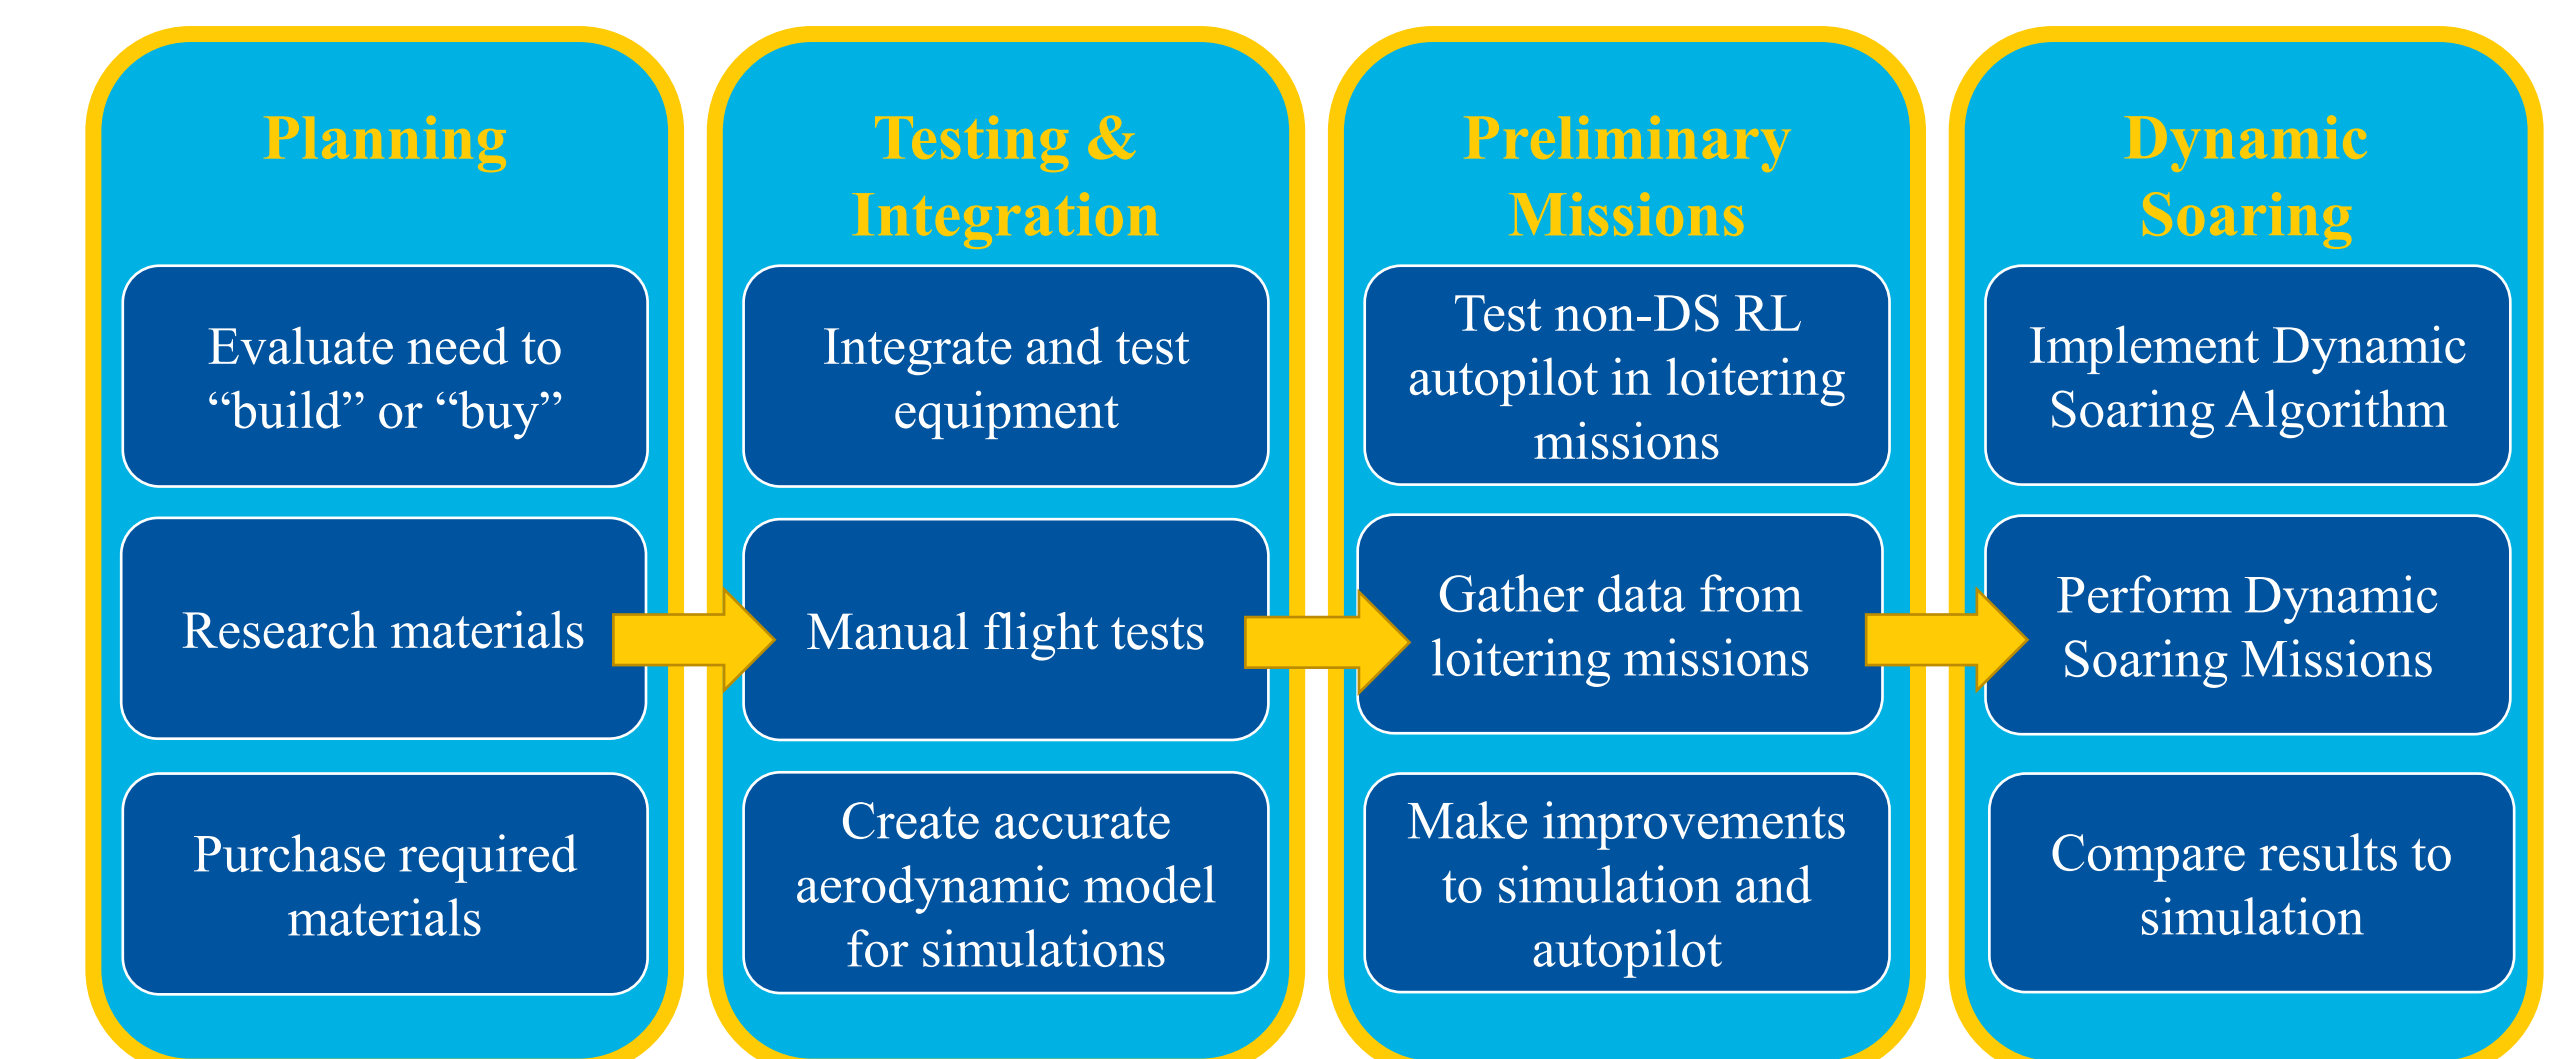 Planning
Evaluate need to
“build” or “buy”
Research materials
Purchase required
materials
Testing &
Integration
Integrate and test
equipment
Manual flight tests
Create accurate
aerodynamic model
for simulations
Preliminary
Missions
Test non-DS RL
autopilot in loitering
missions
Gather data from
loitering missions
Make improvements
to simulation and
autopilot
Dynamic
Soaring
Implement Dynamic
Soaring Algorithm
Perform Dynamic
Soaring Missions
Compare results to
simulation